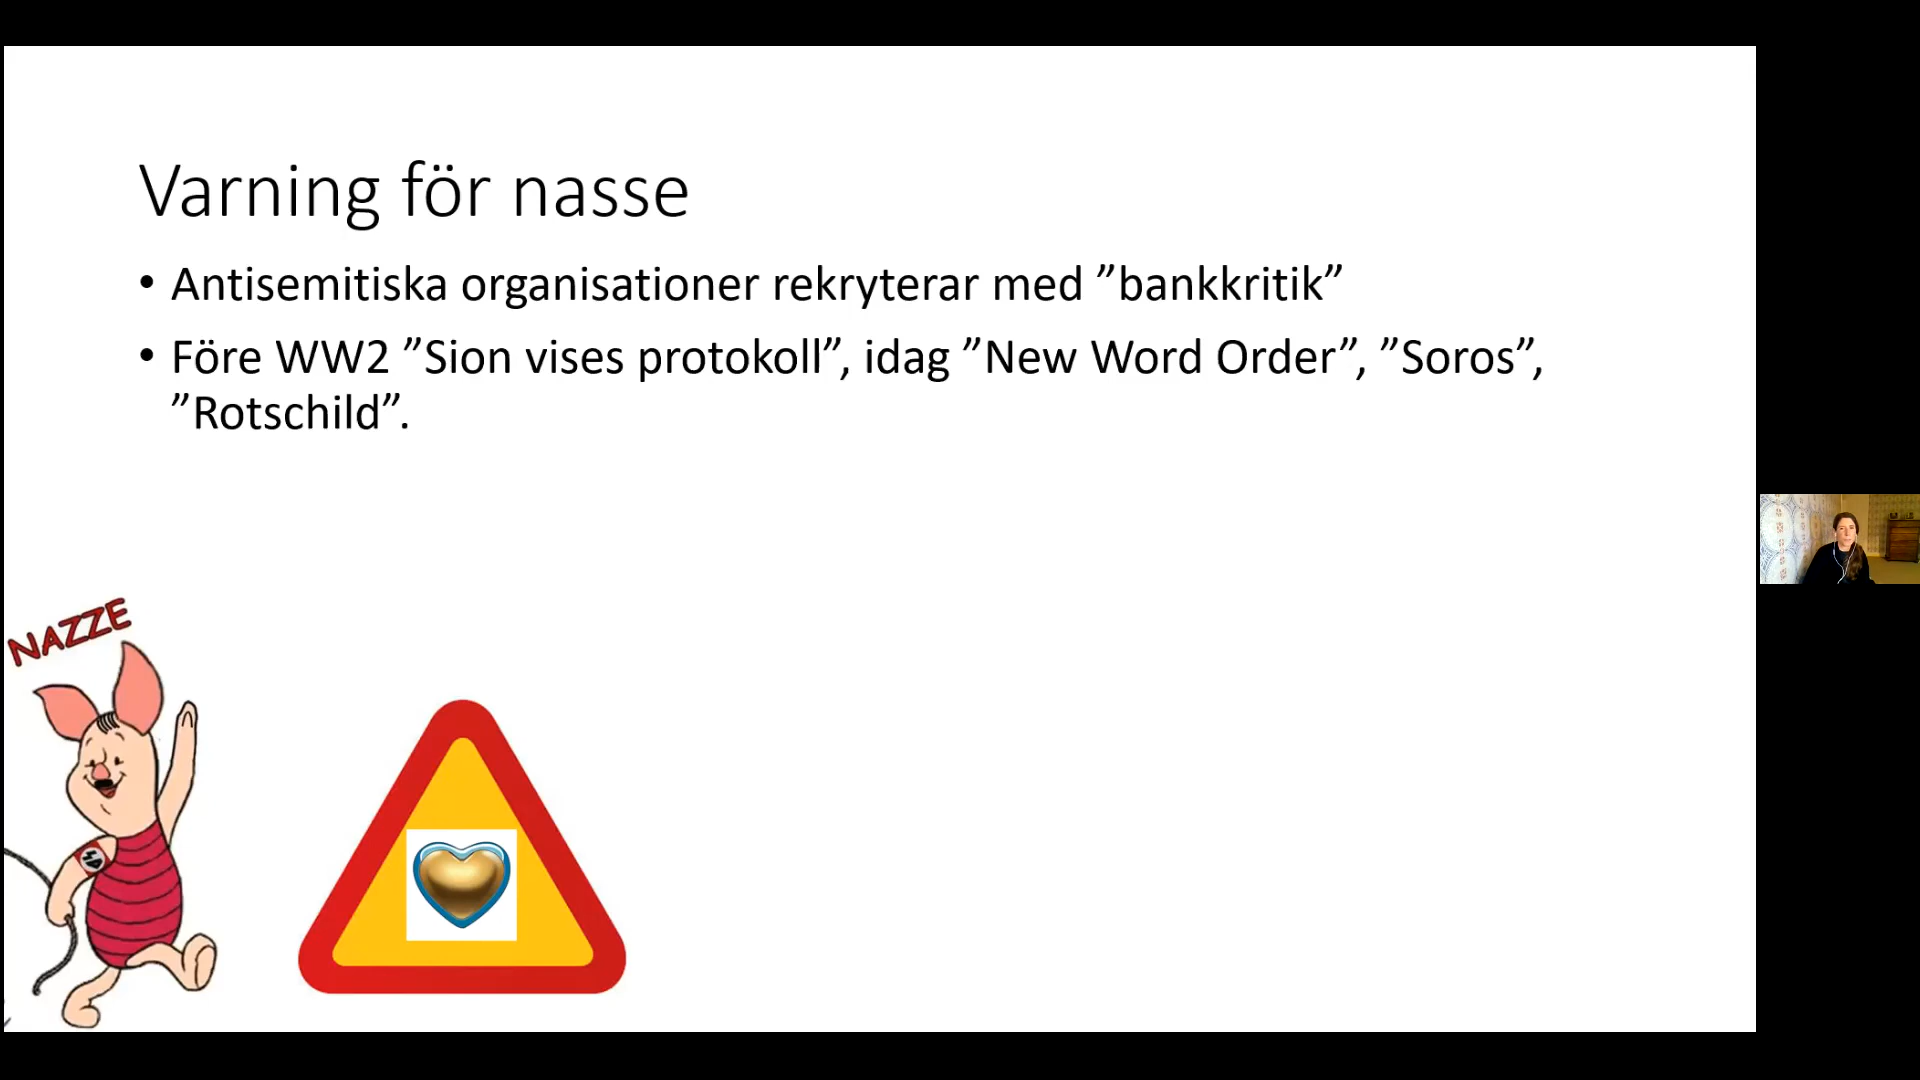 Varning för nasse
• Antisemitiska organisationer rekryterar med ”bankkritik”
• Före WW2 ”Sion vises protokoll”, idag ”New Word Order”, ”Soros”,
”Rotschild”.
NAZZE